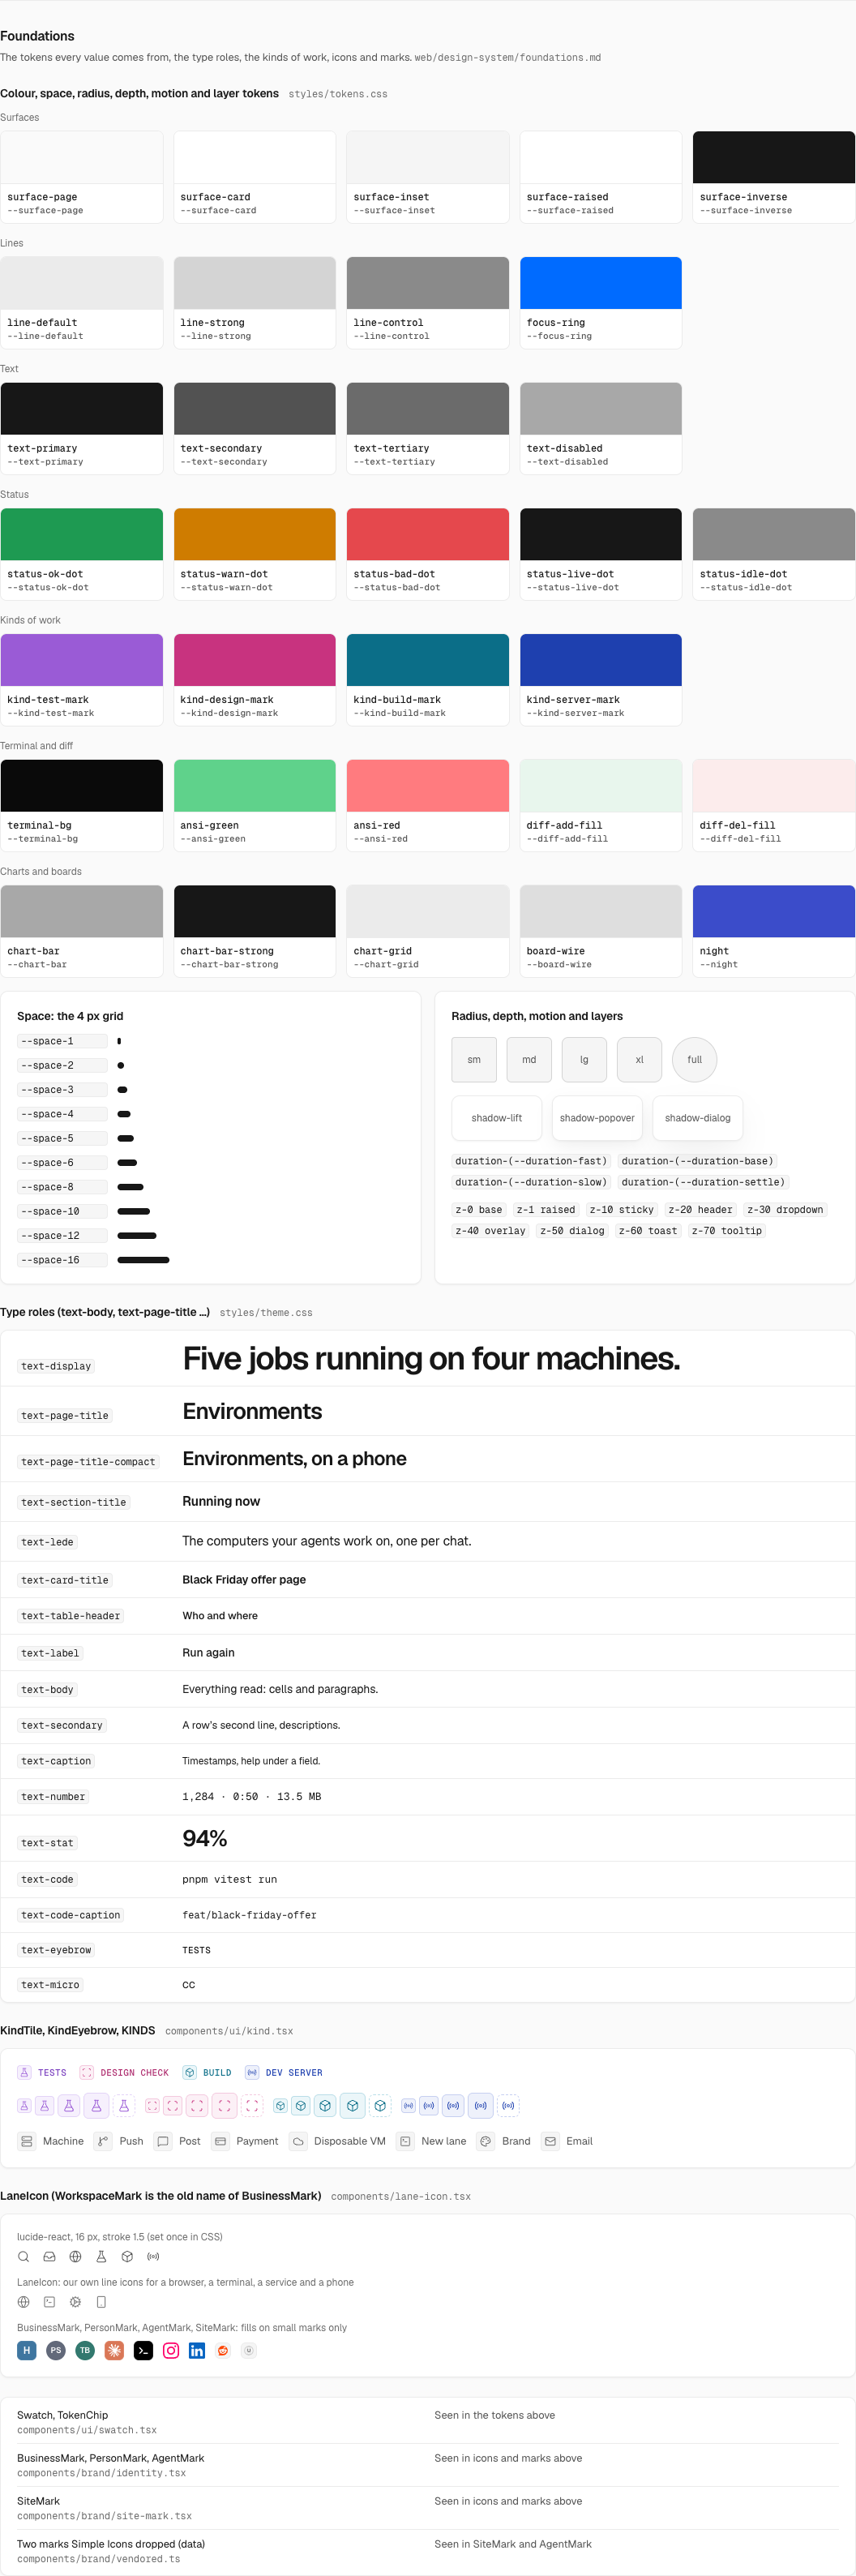 Foundations
The tokens every value comes from, the type roles, the kinds of work, icons and marks. web/design-system/foundations.md
Colour, space, radius, depth, motion and layer tokens styles/tokens.css
Surfaces
surface-page surface-card surface-inset surface-raised surface-inverse
--surface-page --surface-card --surface-inset --surface-raised --surface-inverse
Lines
line-default line-strong line-control focus-ring
--line-default --line-strong --line-control --focus-ring
Text
text-primary text-secondary text-tertiary text-disabled
--text-primary --text-secondary --text-tertiary --text-disabled
Status
status-ok-dot status-warn-dot status-bad-dot status-live-dot status-idle-dot
--status-ok-dot --status-warn-dot --status-bad-dot --status-live-dot --status-idle-dot
Kinds of work
kind-test-mark kind-design-mark kind-build-mark kind-server-mark
--kind-test-mark --kind-design-mark --kind-build-mark --kind-server-mark
Terminal and diff
terminal-bg ansi-green ansi-red diff-add-fill diff-del-fill
--terminal-bg --ansi-green --ansi-red --diff-add-fill --diff-del-fill
Charts and boards
chart-bar chart-bar-strong chart-grid board-wire night
--chart-bar --chart-bar-strong --chart-grid --board-wire --night
Space: the 4 px grid
--space-1
--space-2
--space-3
--space-4
--space-5
--space-6
--space-8
--space-10
--space-12
--space-16
Radius, depth, motion and layers
sm md lg xl full
shadow-lift shadow-popover shadow-dialog
duration-(--duration-fast) duration-(--duration-base)
duration-(--duration-slow) duration-(--duration-settle)
z-0 base z-1 raised z-10 sticky z-20 header z-30 dropdown
z-40 overlay z-50 dialog z-60 toast z-70 tooltip
Type roles (text-body, text-page-title ...) styles/theme.css
text-display Five jobs running on four machines.
text-page-title Environments
text-page-title-compact Environments, on a phone
text-section-title Running now
text-lede The computers your agents work on, one per chat.
text-card-title Black Friday offer page
text-table-header Who and where
text-label Run again
text-body Everything read: cells and paragraphs.
text-secondary A row's second line, descriptions.
text-caption Timestamps, help under a field.
text-number 1,284 · 0:50 · 13.5 MB
text-stat 94%
text-code pnpm vitest run
text-code-caption feat/black-friday-offer
text-eyebrow TESTS
text-micro CC
KindTile, KindEyebrow, KINDS components/ui/kind.tsx
TESTS DESIGN CHECK BUILD DEV SERVER
Machine Push Post Payment Disposable VM New lane Brand Email
LaneIcon (WorkspaceMark is the old name of BusinessMark) components/lane-icon.tsx
lucide-react, 16 px, stroke 1.5 (set once in CSS)
LaneIcon: our own line icons for a browser, a terminal, a service and a phone
BusinessMark, PersonMark, AgentMark, SiteMark: fills on small marks only
H PS TB
Swatch, TokenChip Seen in the tokens above
components/ui/swatch.tsx
BusinessMark, PersonMark, AgentMark Seen in icons and marks above
components/brand/identity.tsx
SiteMark Seen in icons and marks above
components/brand/site-mark.tsx
Two marks Simple Icons dropped (data) Seen in SiteMark and AgentMark
components/brand/vendored.ts